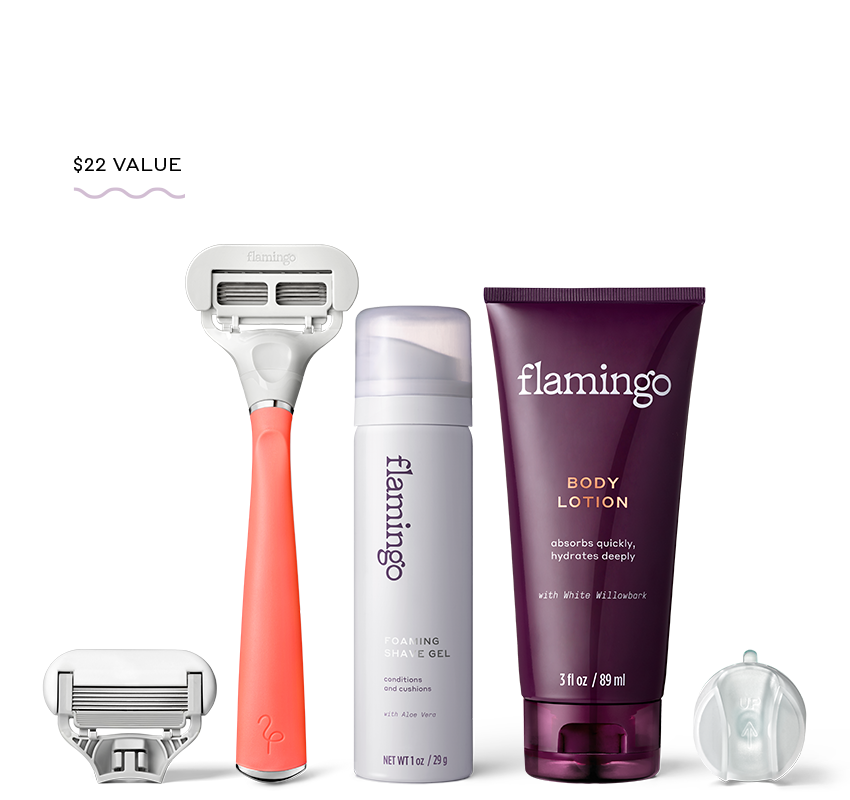 $22 VALUE
flamingo
flamingo
FOAMING
SHAVE GEL
conditions
and cushions
with Aloe Vera
NET WT 1 oz / 29 g
flamingo
BODY
LOTION
absorbs quickly,
hydrates deeply
with White Willowbark
3 fl oz / 89 ml